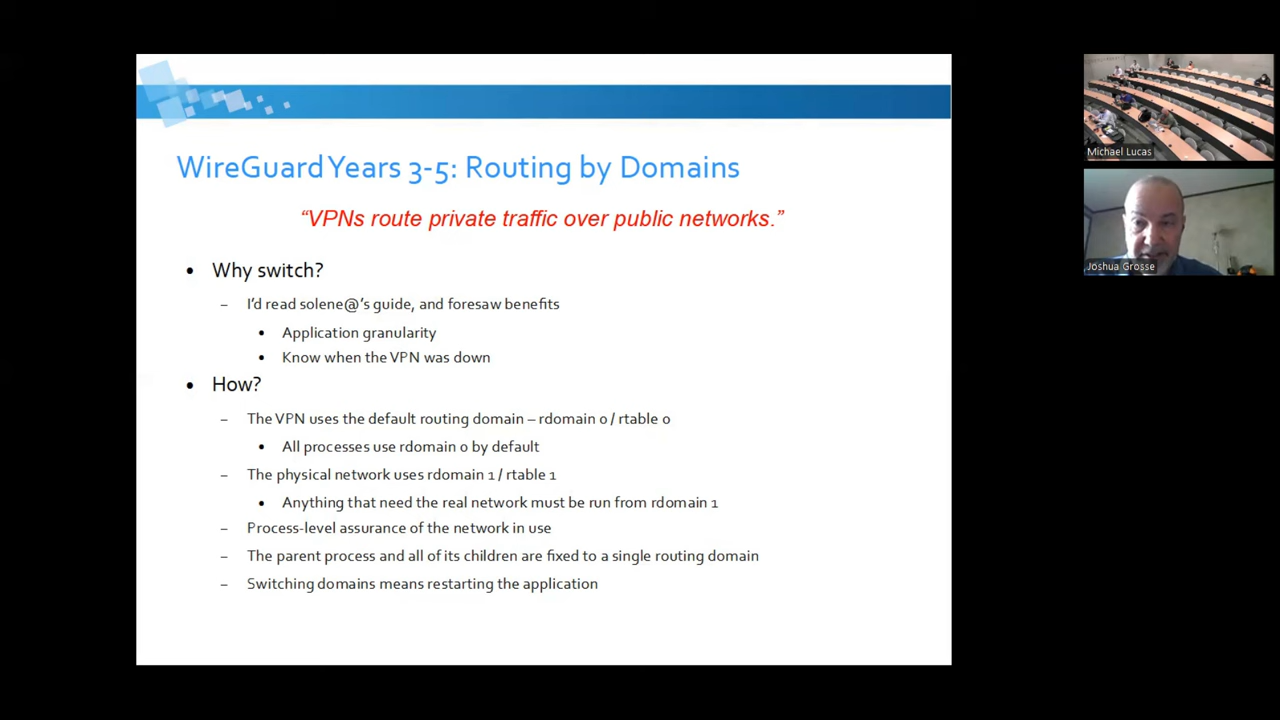 WireGuard Years 3-5: Routing by Domains
“VPNs route private traffic over public networks.”
• Why switch?
– I’d read solene@’s guide, and foresaw benefits
• Application granularity
• Know when the VPN was down
• How?
– The VPN uses the default routing domain – rdomain 0 / rtable 0
• All processes use rdomain 0 by default
– The physical network uses rdomain 1 / rtable 1
• Anything that need the real network must be run from rdomain 1
– Process-level assurance of the network in use
– The parent process and all of its children are fixed to a single routing domain
– Switching domains means restarting the application
Michael Lucas
Joshua Grosse